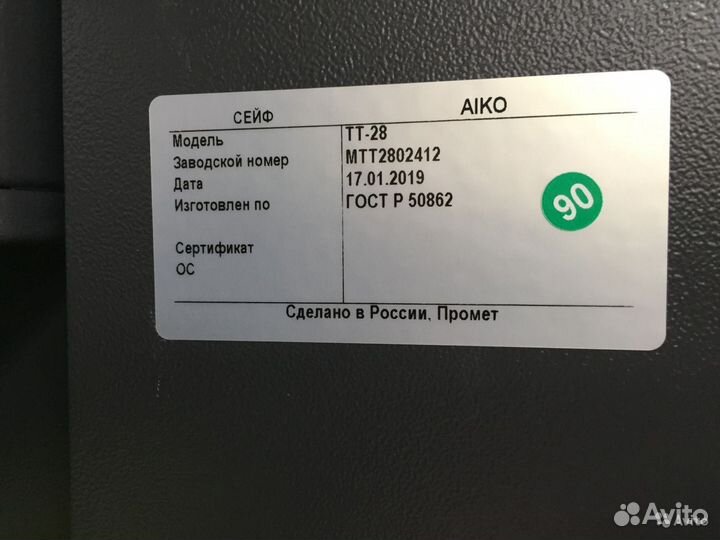 СЕЙФ AIKO
Модель TT-28
Заводской номер MTT2802412
Дата 17.01.2019
Изготовлен по ГОСТ Р 50862
90
Сертификат
ОС
Сделано в России, Промет
Avito
Avito